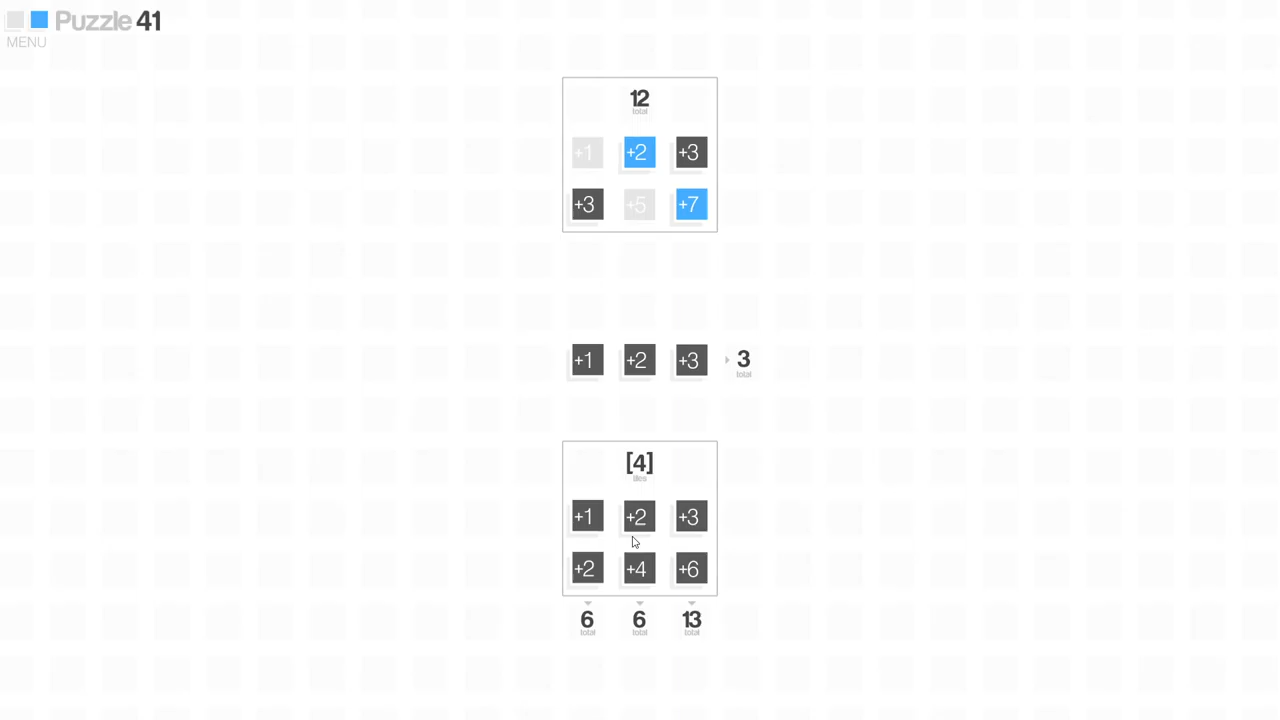 Puzzle 41
MENU
12
total
+1 +2 +3
+3 +5 +7
+1 +2 +3 3
total
[4]
tiles
+1 +2 +3
+2 +4 +6
6 6 13
total total total